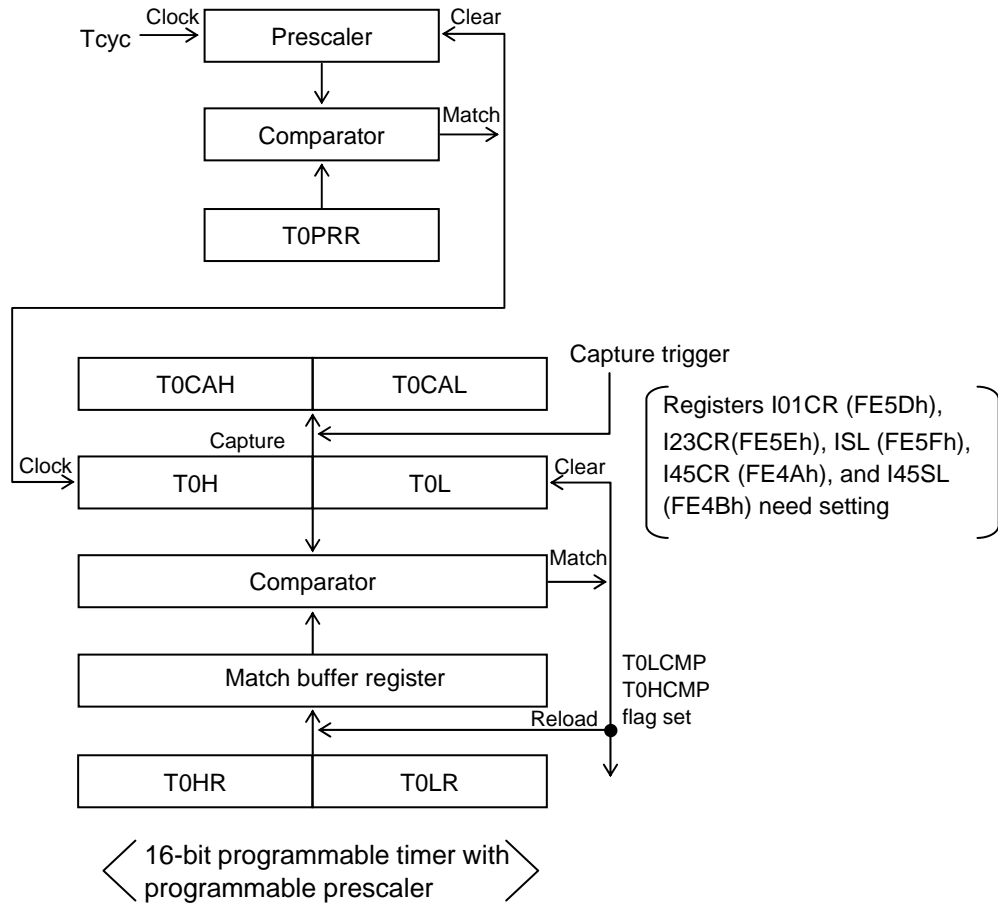 Clock
Clear
Tcyc
Prescaler
Match
Comparator
T0PRR
Capture trigger
T0CAH
T0CAL
Registers I01CR (FE5Dh),
I23CR(FE5Eh), ISL (FE5Fh),
I45CR (FE4Ah), and I45SL
(FE4Bh) need setting
Capture
Clock
T0H
T0L
Clear
Match
Comparator
T0LCMP
T0HCMP
flag set
Match buffer register
Reload
T0HR
T0LR
16-bit programmable timer with
programmable prescaler